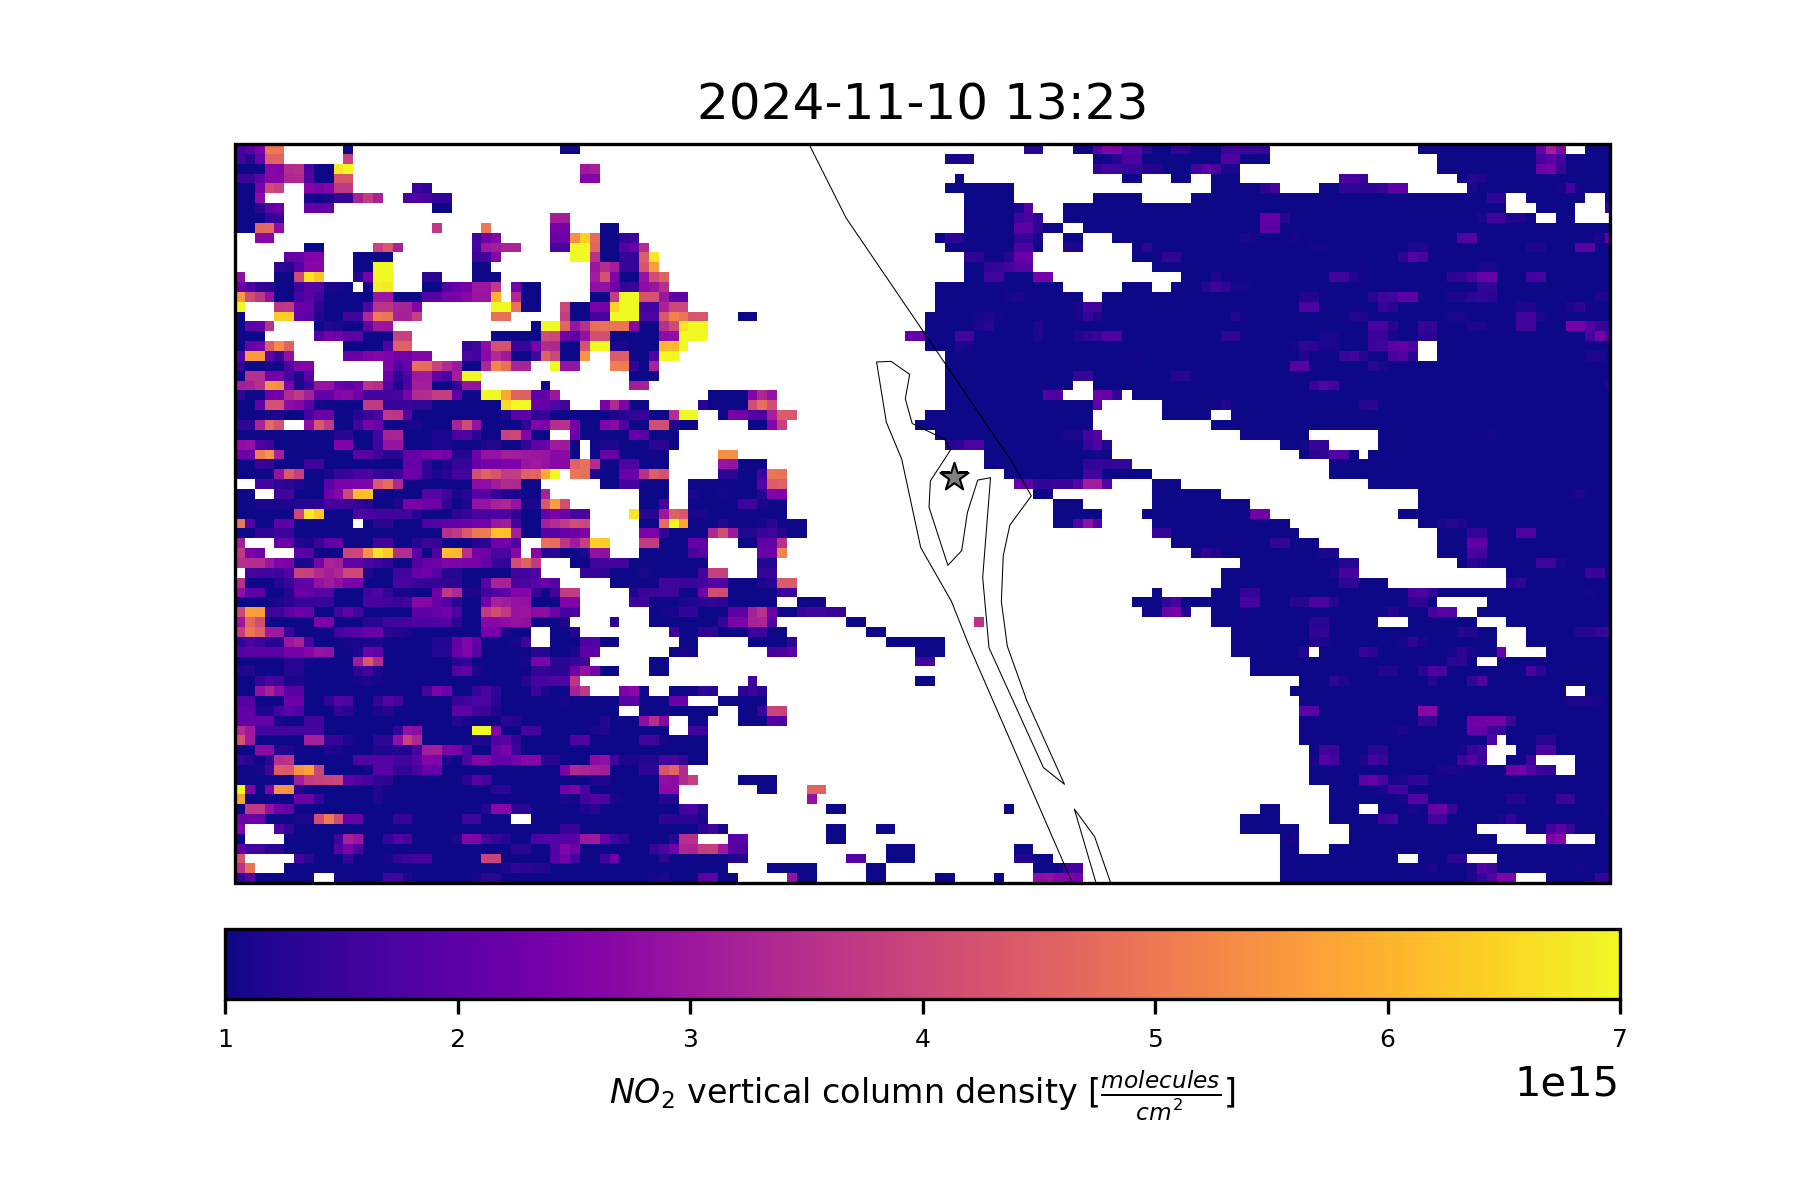 2024-11-10 13:23
1 2 3 4 5 6 7
1e15
NO₂ vertical column density [molecules/cm²]